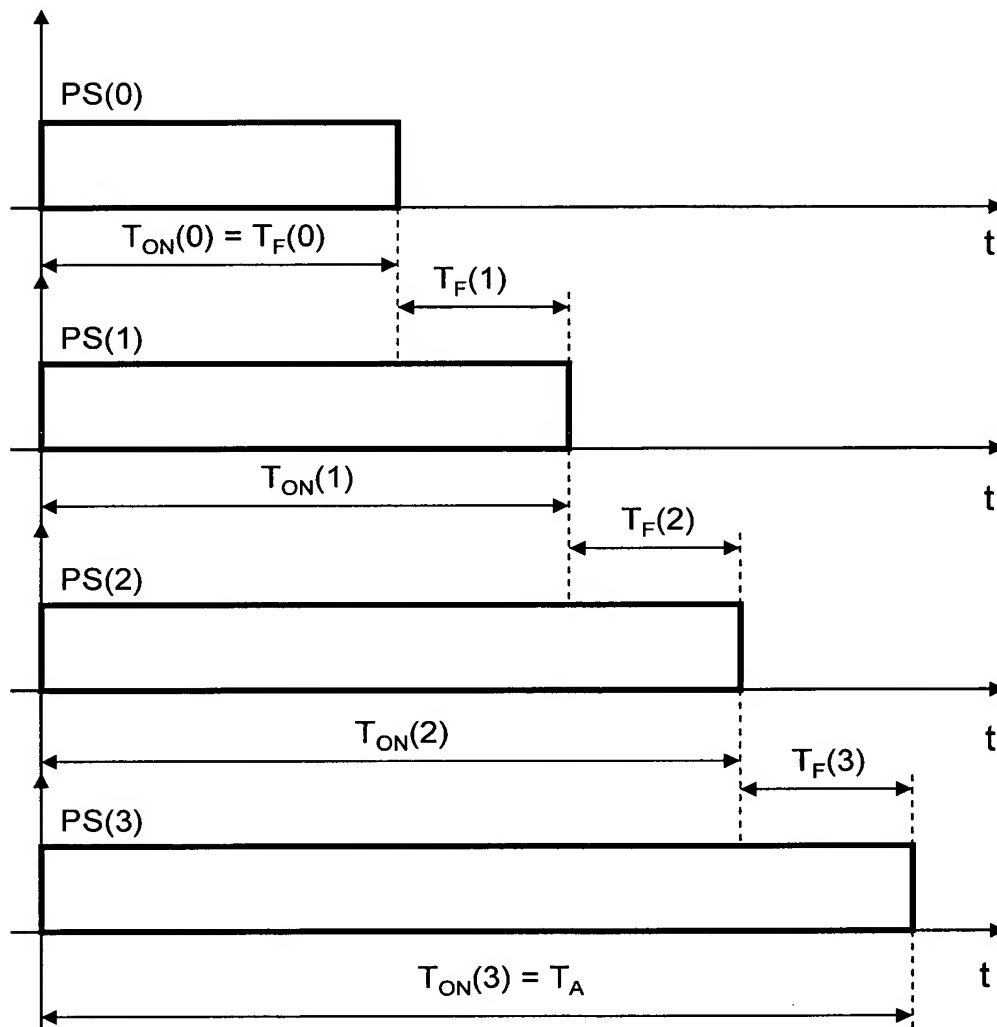 PS(0)
T_ON(0) = T_F(0)
t
T_F(1)
PS(1)
T_ON(1)
t
T_F(2)
PS(2)
T_ON(2)
t
T_F(3)
PS(3)
T_ON(3) = T_A
t